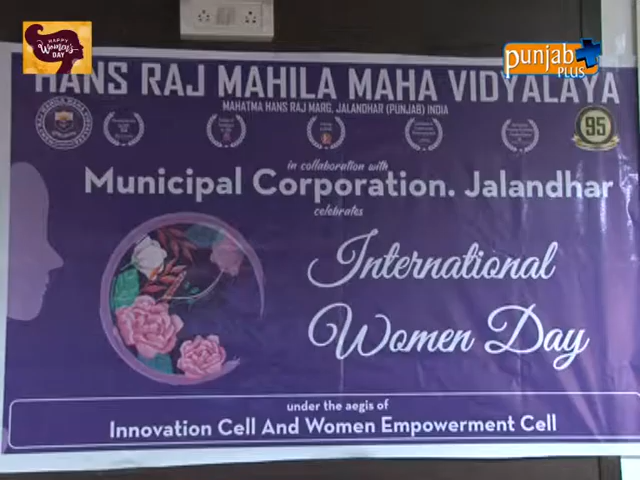 HAPPY
Women's
DAY
punjab
PLUS
HANS RAJ MAHILA MAHA VIDYALAYA
MAHATMA HANS RAJ MARG, JALANDHAR (PUNJAB) INDIA
95
in collaboration with
Municipal Corporation. Jalandhar
celebrates
International
Women Day
under the aegis of
Innovation Cell And Women Empowerment Cell